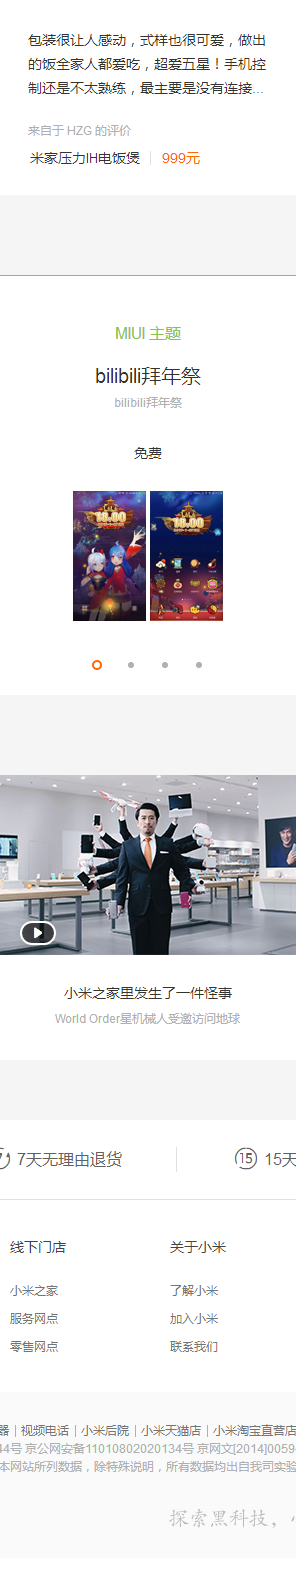 包装很让人感动，式样也很可爱，做出
的饭全家人都爱吃，超爱五星！手机控
制还是不太熟练，最主要是没有连接...
来自于 HZG 的评价
米家压力IH电饭煲 999元
MIUI 主题
bilibili拜年祭
bilibili拜年祭
免费
18:00 18:00
小米之家里发生了一件怪事
World Order星机械人受邀访问地球
7 7天无理由退货 15 15天
线下门店 关于小米
小米之家 了解小米
服务网点 加入小米
零售网点 联系我们
器 | 视频电话 | 小米后院 | 小米天猫店 | 小米淘宝直营店
44号 京公网安备11010802020134号 京网文[2014]0059-
本网站所列数据，除特殊说明，所有数据均出自我司实验
探索黑科技，